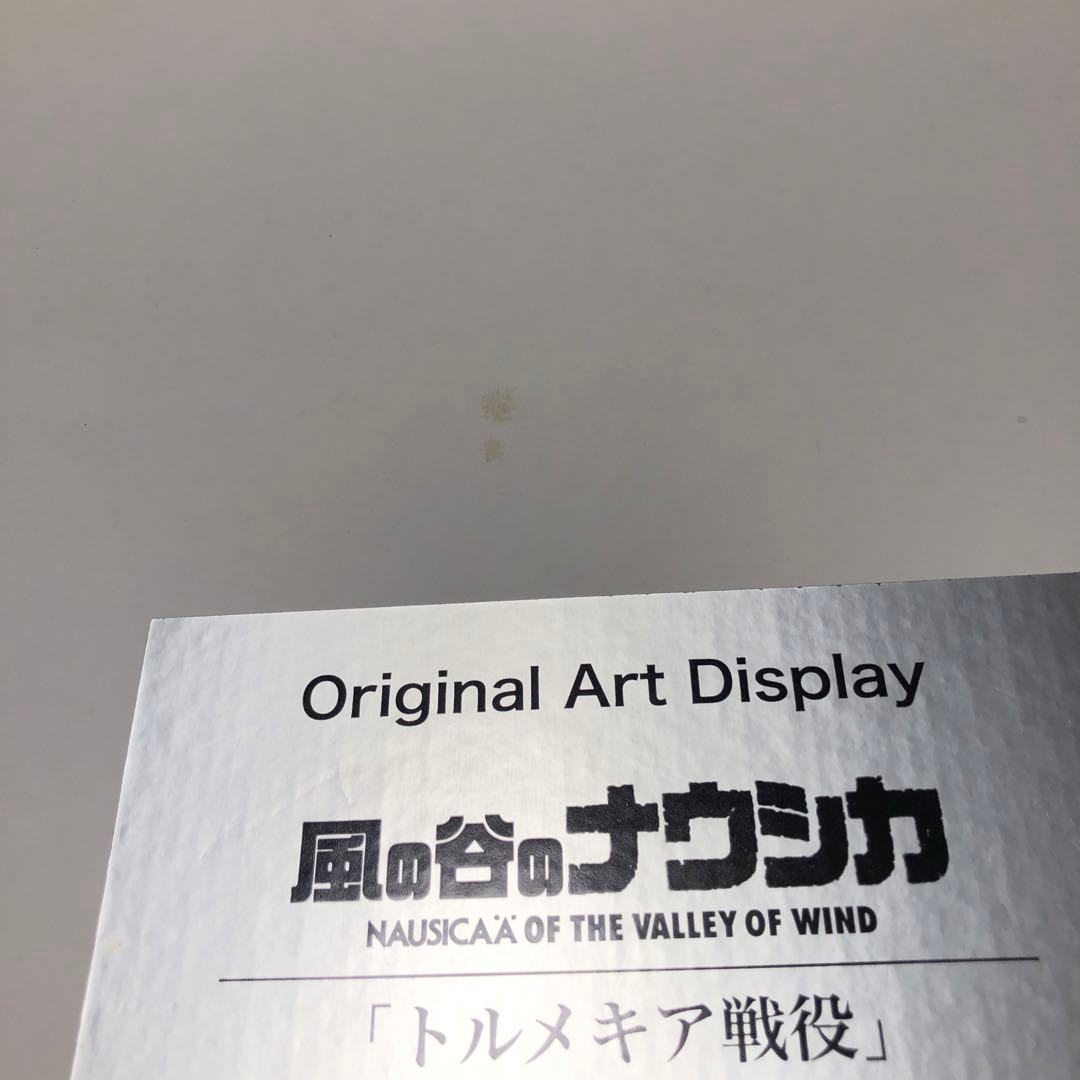 Original Art Display
風の谷のナウシカ
NAUSICAÄ OF THE VALLEY OF WIND
「トルメキア戦役」